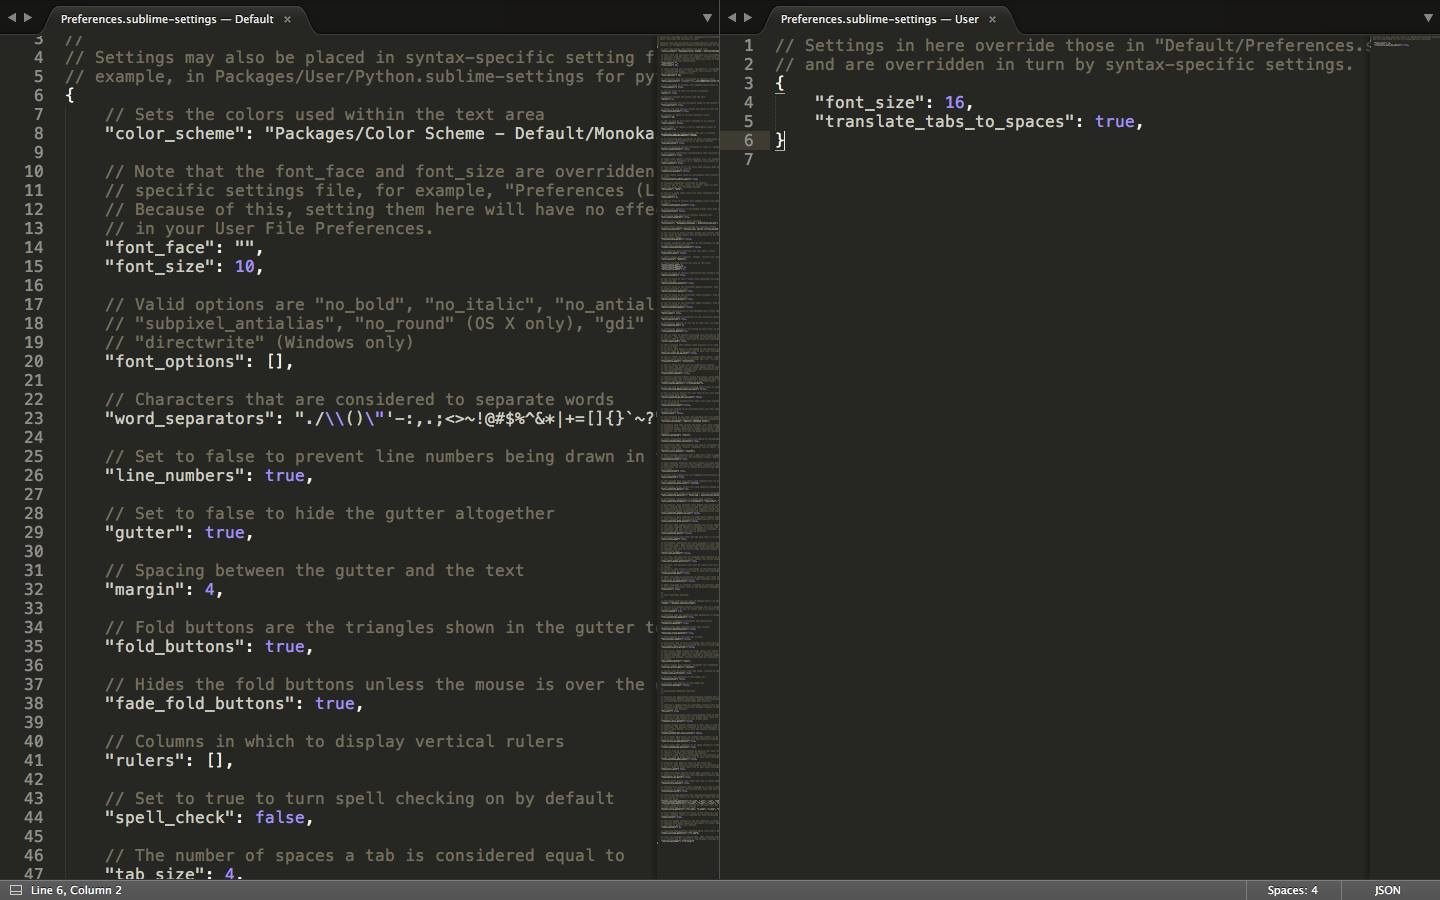 Preferences.sublime-settings — Default ×
3 //
4 // Settings may also be placed in syntax-specific setting f
5 // example, in Packages/User/Python.sublime-settings for py
6 {
7 // Sets the colors used within the text area
8 "color_scheme": "Packages/Color Scheme - Default/Monoka
9
10 // Note that the font_face and font_size are overridden
11 // specific settings file, for example, "Preferences (L
12 // Because of this, setting them here will have no effe
13 // in your User File Preferences.
14 "font_face": "",
15 "font_size": 10,
16
17 // Valid options are "no_bold", "no_italic", "no_antial
18 // "subpixel_antialias", "no_round" (OS X only), "gdi"
19 // "directwrite" (Windows only)
20 "font_options": [],
21
22 // Characters that are considered to separate words
23 "word_separators": "./\\()\"'-:,.;<>~!@#$%^&*|+=[]{}`~?"
24
25 // Set to false to prevent line numbers being drawn in
26 "line_numbers": true,
27
28 // Set to false to hide the gutter altogether
29 "gutter": true,
30
31 // Spacing between the gutter and the text
32 "margin": 4,
33
34 // Fold buttons are the triangles shown in the gutter t
35 "fold_buttons": true,
36
37 // Hides the fold buttons unless the mouse is over the
38 "fade_fold_buttons": true,
39
40 // Columns in which to display vertical rulers
41 "rulers": [],
42
43 // Set to true to turn spell checking on by default
44 "spell_check": false,
45
46 // The number of spaces a tab is considered equal to
47 "tab_size": 4,
Preferences.sublime-settings — User ×
1 // Settings in here override those in "Default/Preferences.s
2 // and are overridden in turn by syntax-specific settings.
3 {
4 "font_size": 16,
5 "translate_tabs_to_spaces": true,
6 }
7
Line 6, Column 2
Spaces: 4
JSON